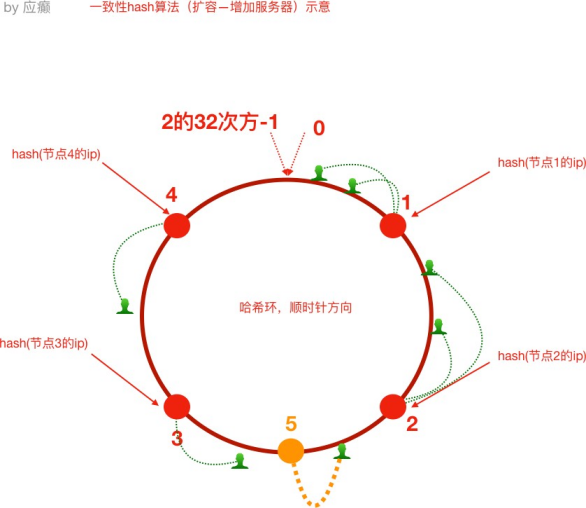 by 应癫
一致性hash算法（扩容—增加服务器）示意
2的32次方-1
0
hash(节点4的ip)
hash(节点1的ip)
4
1
哈希环，顺时针方向
hash(节点3的ip)
hash(节点2的ip)
3
5
2